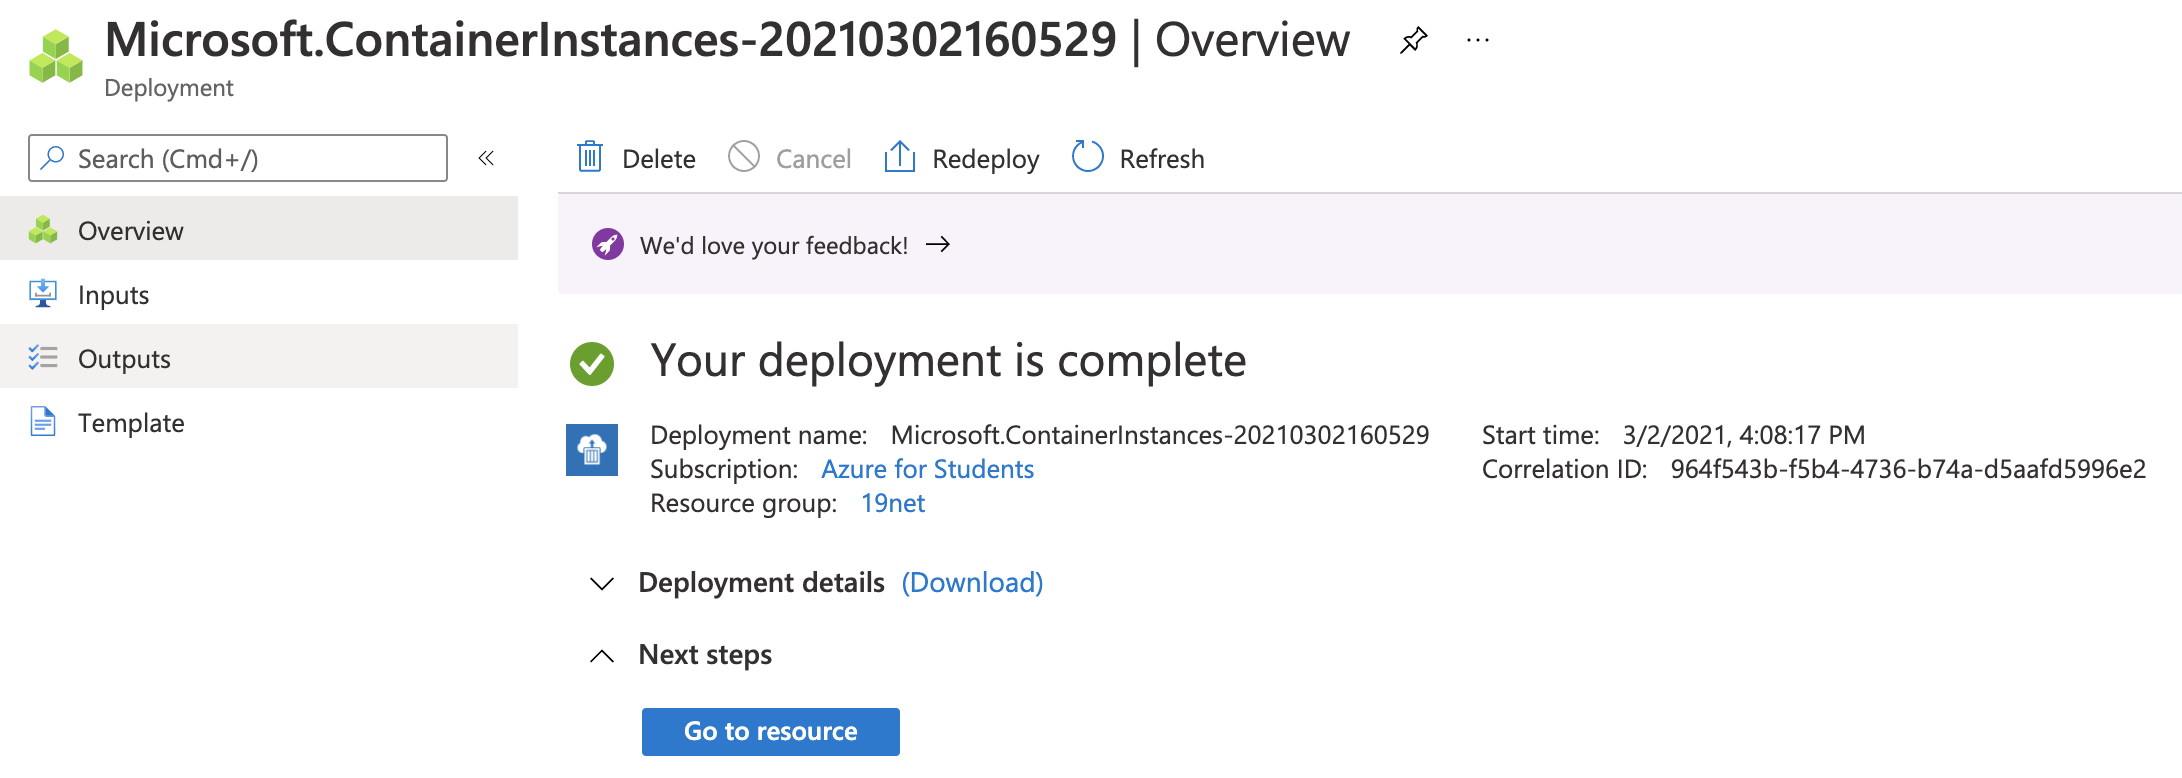 Microsoft.ContainerInstances-20210302160529 | Overview
Deployment
Search (Cmd+/)
Overview
Inputs
Outputs
Template
Delete Cancel Redeploy Refresh
We'd love your feedback!
Your deployment is complete
Deployment name: Microsoft.ContainerInstances-20210302160529
Subscription: Azure for Students
Resource group: 19net
Start time: 3/2/2021, 4:08:17 PM
Correlation ID: 964f543b-f5b4-4736-b74a-d5aafd5996e2
Deployment details (Download)
Next steps
Go to resource